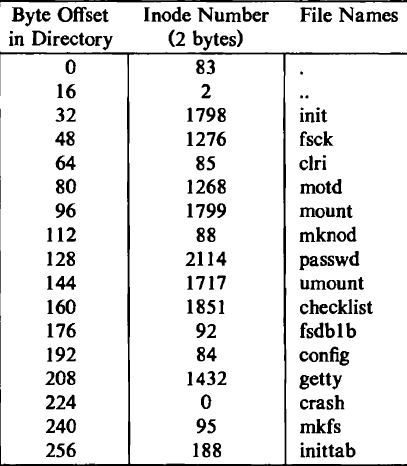 Byte Offset Inode Number File Names
in Directory (2 bytes)
0 83 .
16 2 ..
32 1798 init
48 1276 fsck
64 85 clri
80 1268 motd
96 1799 mount
112 88 mknod
128 2114 passwd
144 1717 umount
160 1851 checklist
176 92 fsdb1b
192 84 config
208 1432 getty
224 0 crash
240 95 mkfs
256 188 inittab